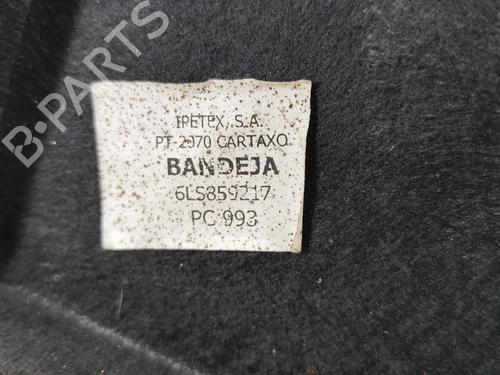 B-PARTS
IPETEX, S.A.
PT-2070 CARTAXO
BANDEJA
6LS859217
PC 993